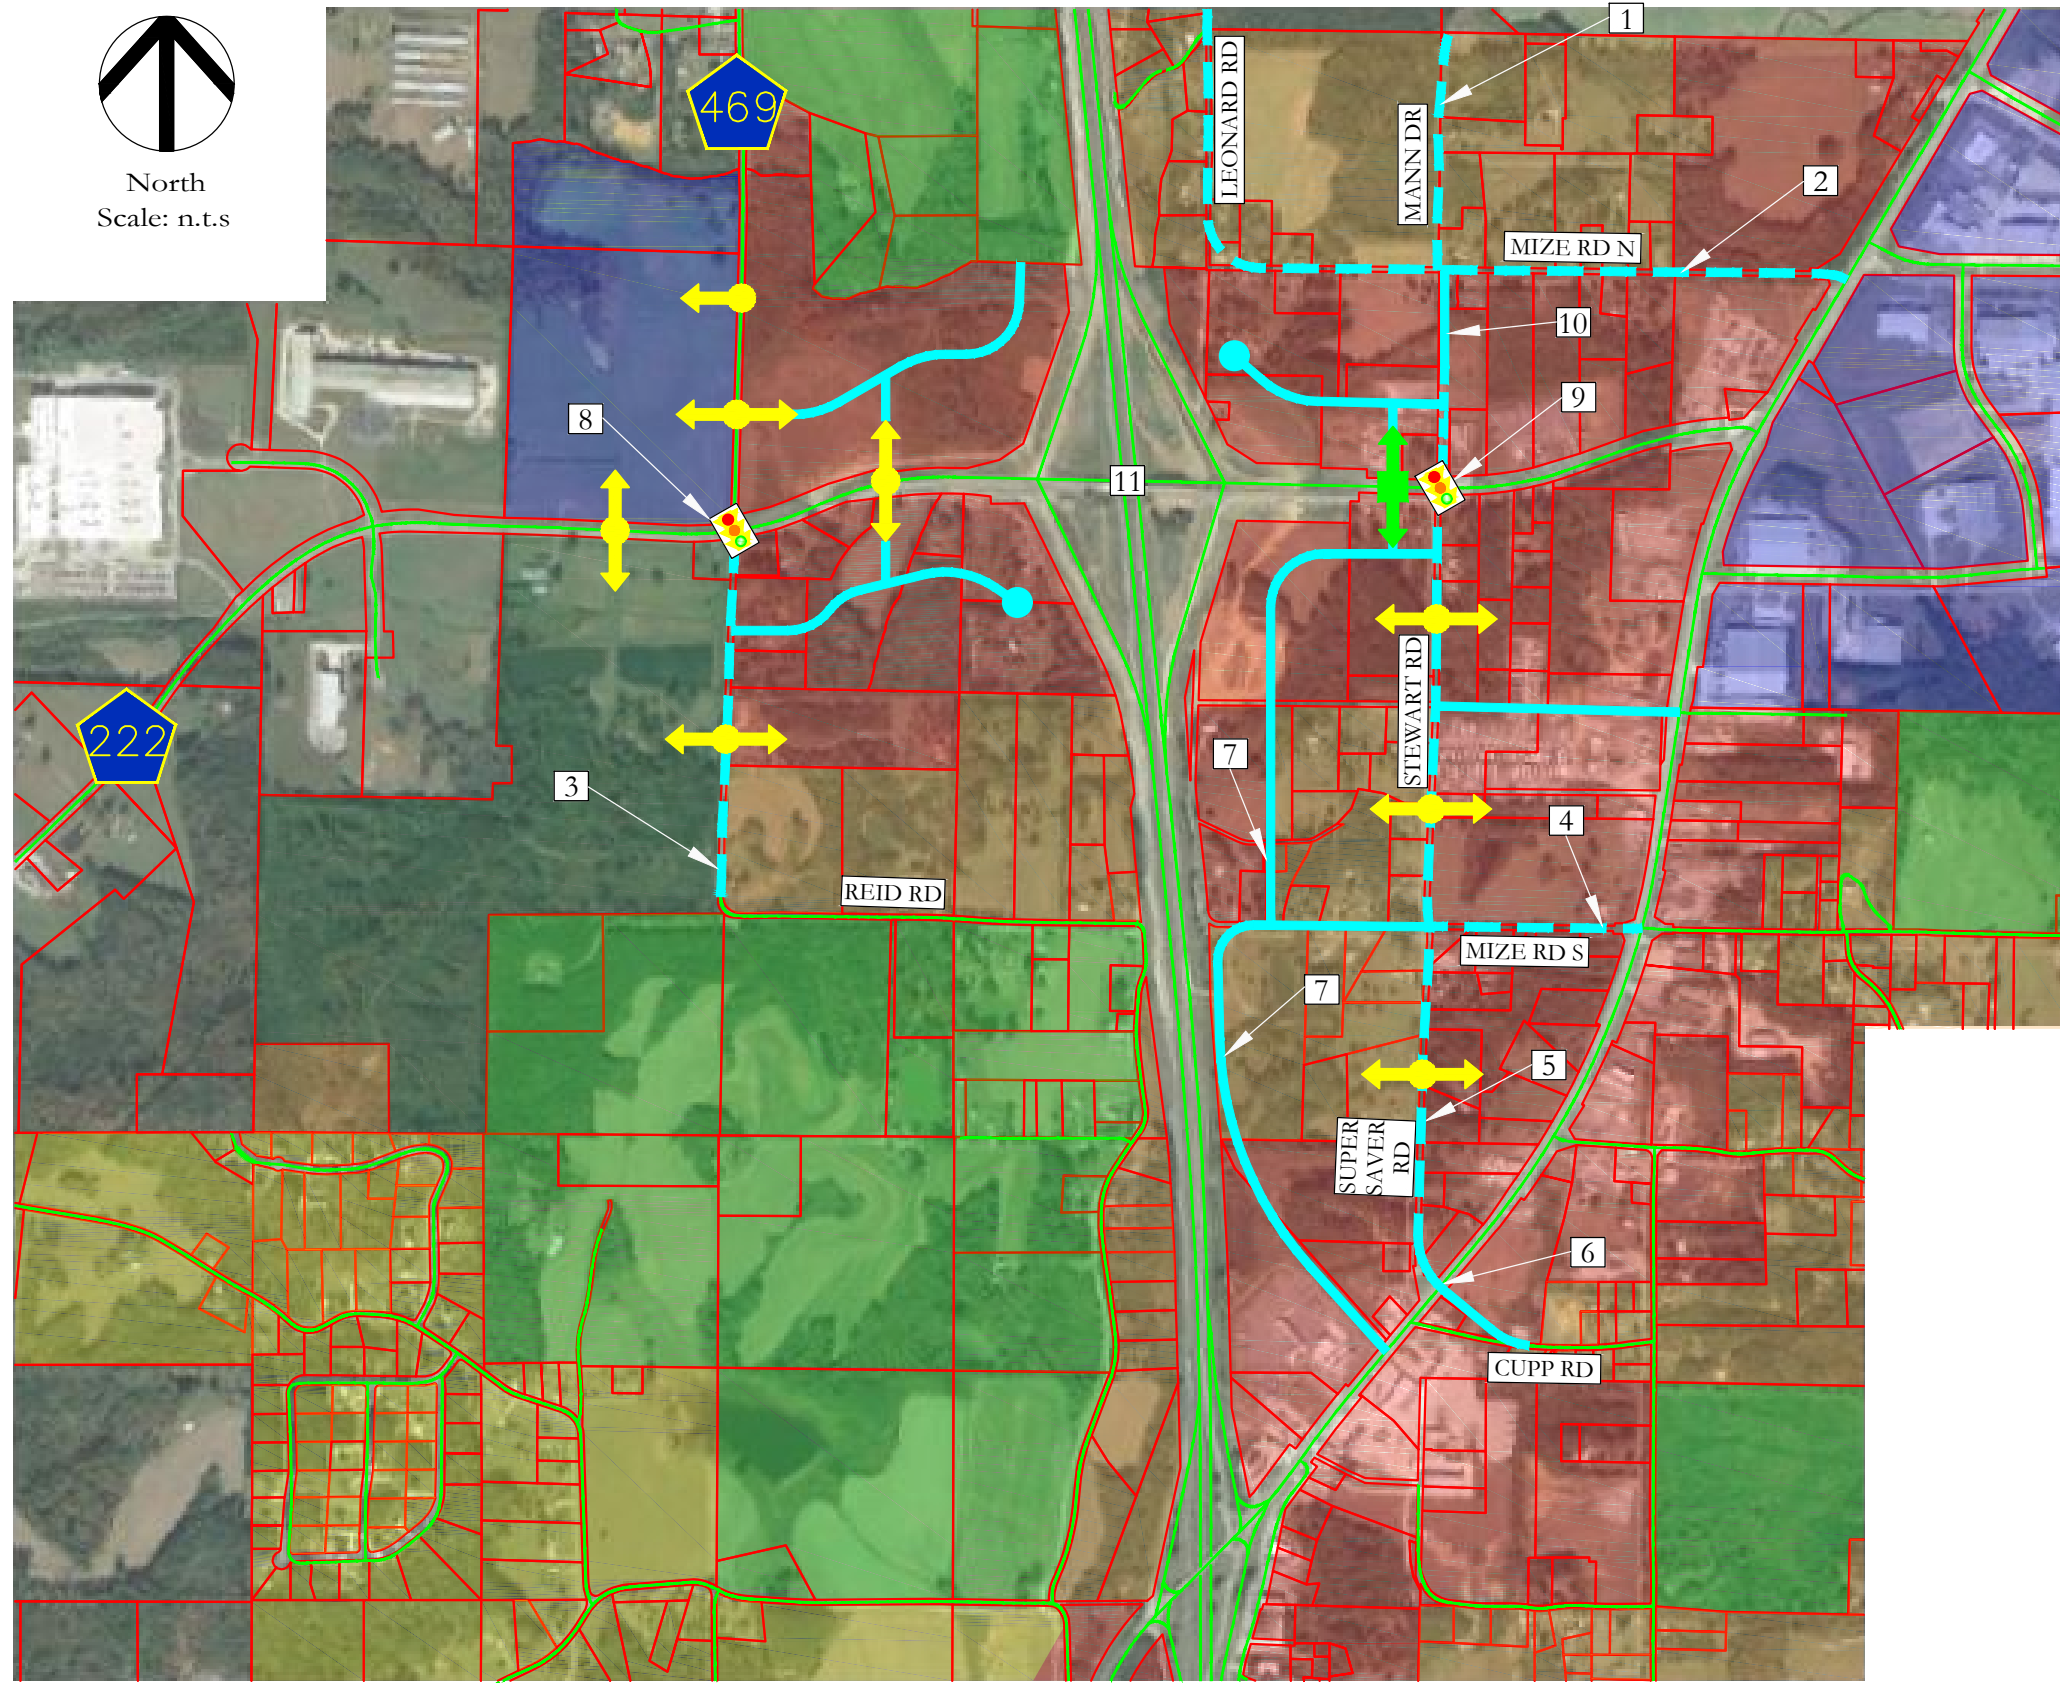 1
469
LEONARD RD
MANN DR
North
Scale: n.t.s
2
MIZE RD N
10
9
8
11
STEWART RD
222
7
3
4
REID RD
MIZE RD S
7
5
SUPER
SAVER
RD
6
CUPP RD